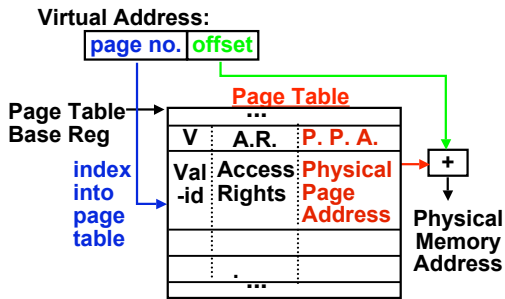 Virtual Address:
page no. offset
Page Table
Page Table
Base Reg
...
V A.R. P. P. A.
index
into
page
table
Val
-id
Access
Rights
Physical
Page
Address
+
Physical
Memory
Address
.
...